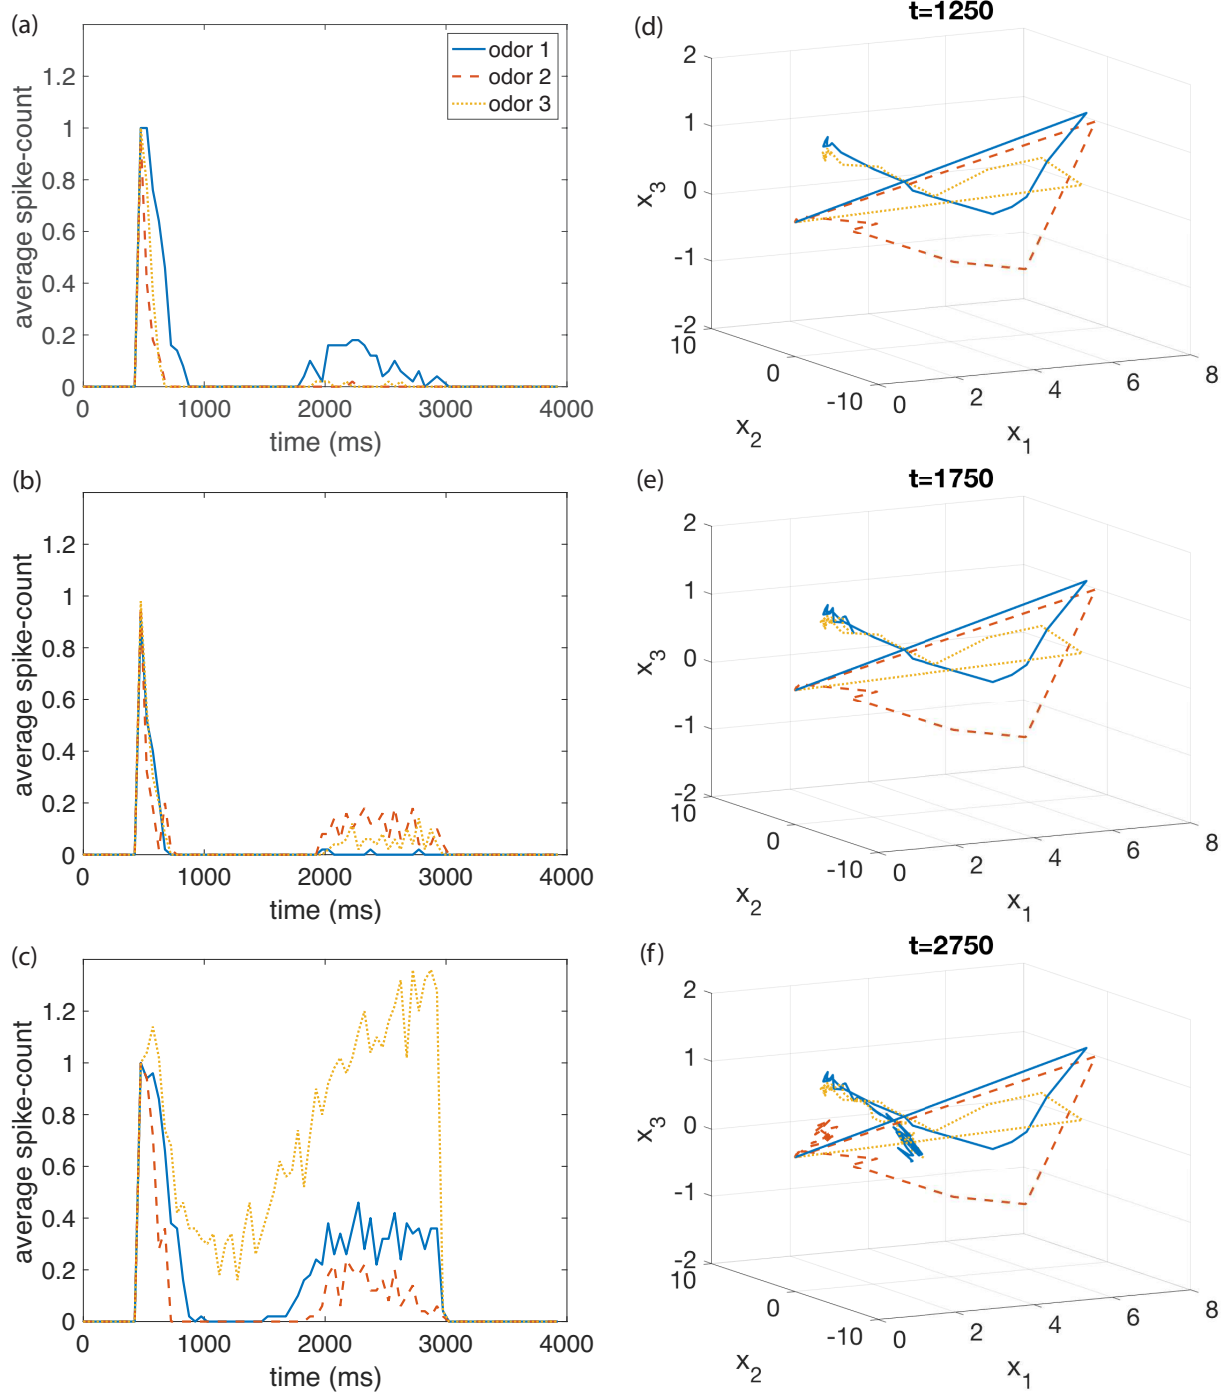 (a)
average spike-count
1.2
1
0.8
0.6
0.4
0.2
0
0 1000 2000 3000 4000
time (ms)
odor 1
odor 2
odor 3
(d)
t=1250
x3
2
1
0
-1
-2
10
0
-10
x2
0 2 4 6 8
x1
(b)
average spike-count
1.2
1
0.8
0.6
0.4
0.2
0
0 1000 2000 3000 4000
time (ms)
(e)
t=1750
x3
2
1
0
-1
-2
10
0
-10
x2
0 2 4 6 8
x1
(c)
average spike-count
1.2
1
0.8
0.6
0.4
0.2
0
0 1000 2000 3000 4000
time (ms)
(f)
t=2750
x3
2
1
0
-1
-2
10
0
-10
x2
0 2 4 6 8
x1